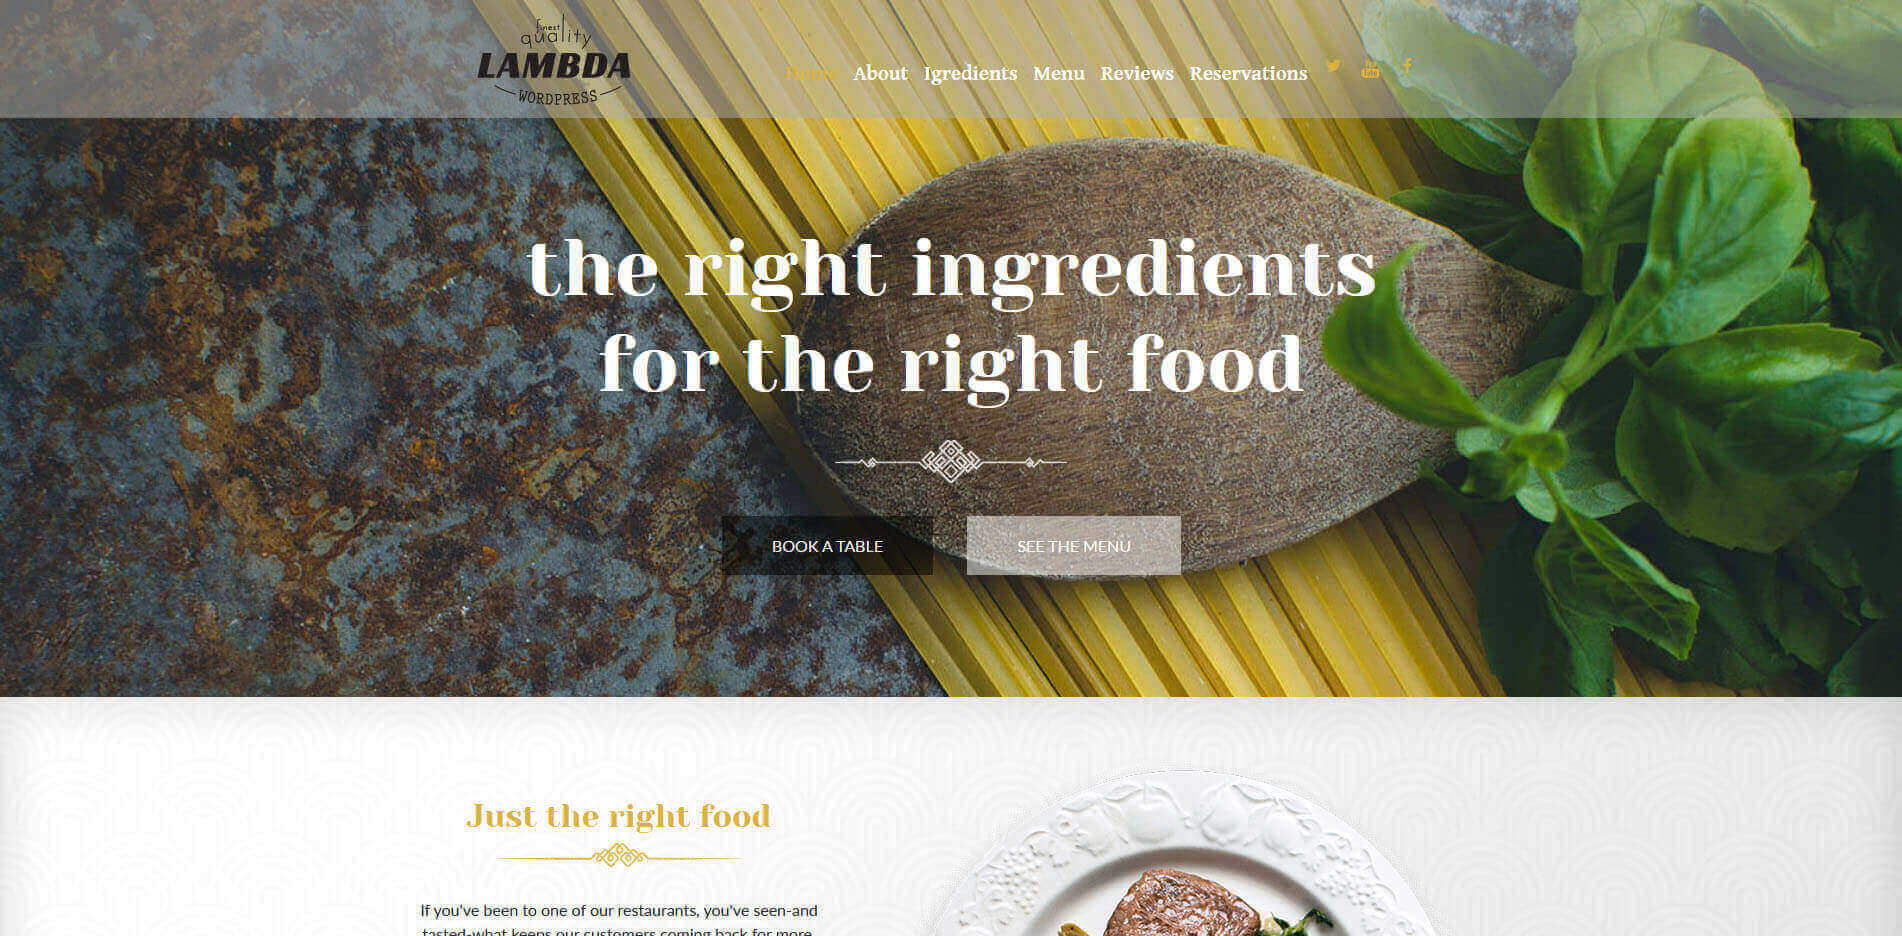 finest
quality
LAMBDA
WORDPRESS
Home About Igredients Menu Reviews Reservations
the right ingredients
for the right food
BOOK A TABLE SEE THE MENU
Just the right food
If you've been to one of our restaurants, you've seen-and
tasted-what keeps our customers coming back for more.